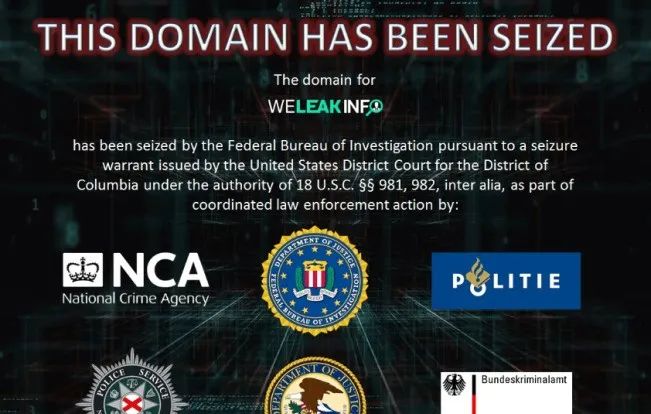 THIS DOMAIN HAS BEEN SEIZED
The domain for
WELEAKINFO
has been seized by the Federal Bureau of Investigation pursuant to a seizure
warrant issued by the United States District Court for the District of
Columbia under the authority of 18 U.S.C. §§ 981, 982, inter alia, as part of
coordinated law enforcement action by:
NCA
National Crime Agency
DEPARTMENT OF JUSTICE
FEDERAL BUREAU OF INVESTIGATION
POLITIE
POLICE SERVICE
DEPARTMENT OF JUSTICE
Bundeskriminalamt